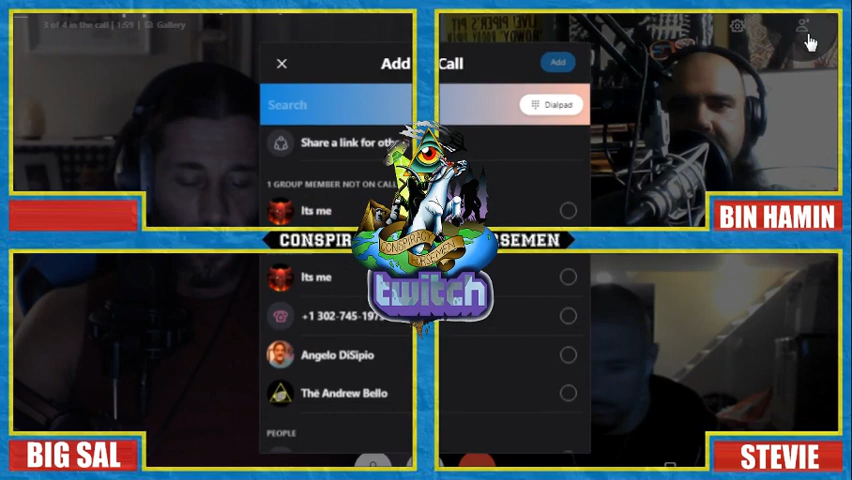 3 of 4 in the call | 1:59 | Gallery
Add
Call
Add
Search
Dialpad
Share a link for oth
1 GROUP MEMBER NOT ON CALL
Its me
BIN HAMIN
CONSPIR
SEMEN
CONSPIRACY
HORSEMEN
twitch
Its me
+1 302-745-197
Angelo DiSipio
The Andrew Bello
PEOPLE
BIG SAL
STEVIE